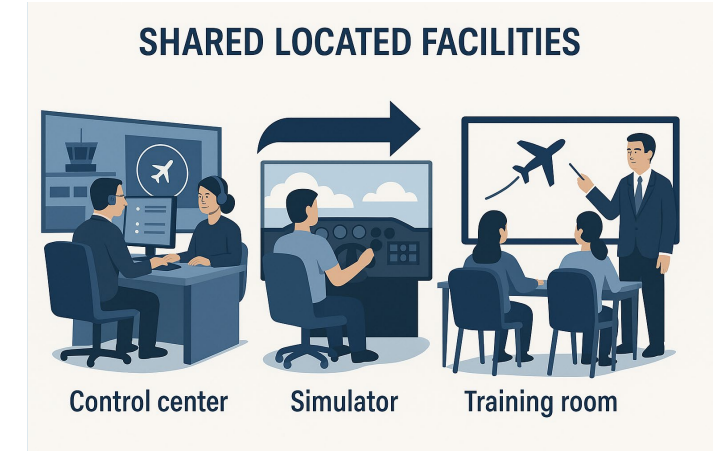 SHARED LOCATED FACILITIES
Control center
Simulator
Training room